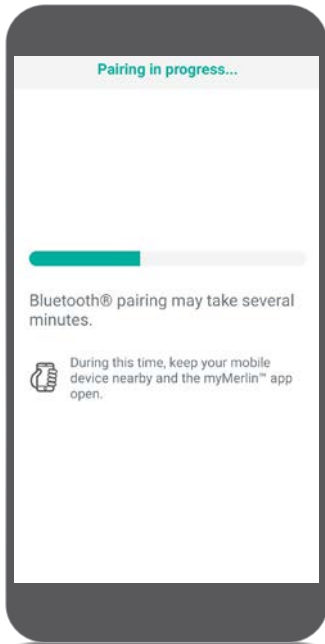 Pairing in progress...
Bluetooth® pairing may take several
minutes.
During this time, keep your mobile
device nearby and the myMerlin™ app
open.